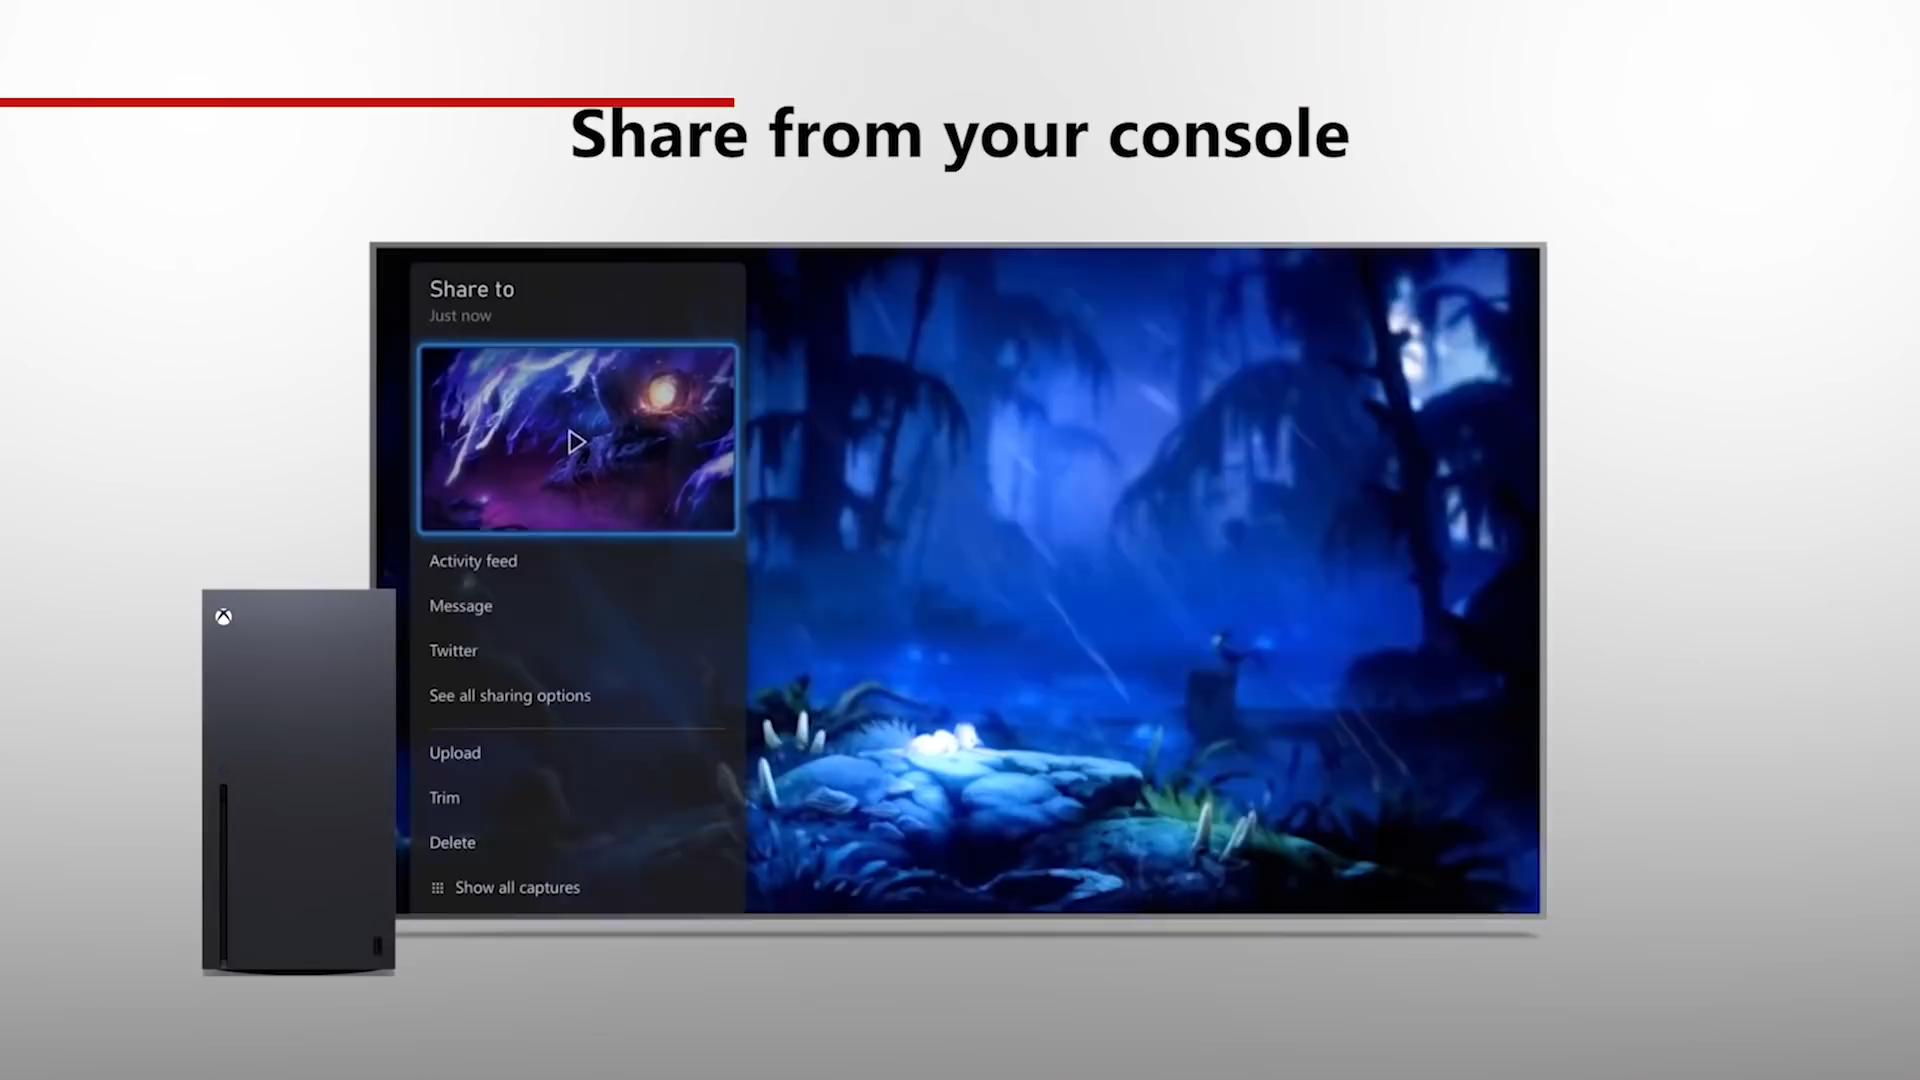 Share from your console
Share to
Just now
Activity feed
Message
Twitter
See all sharing options
Upload
Trim
Delete
Show all captures